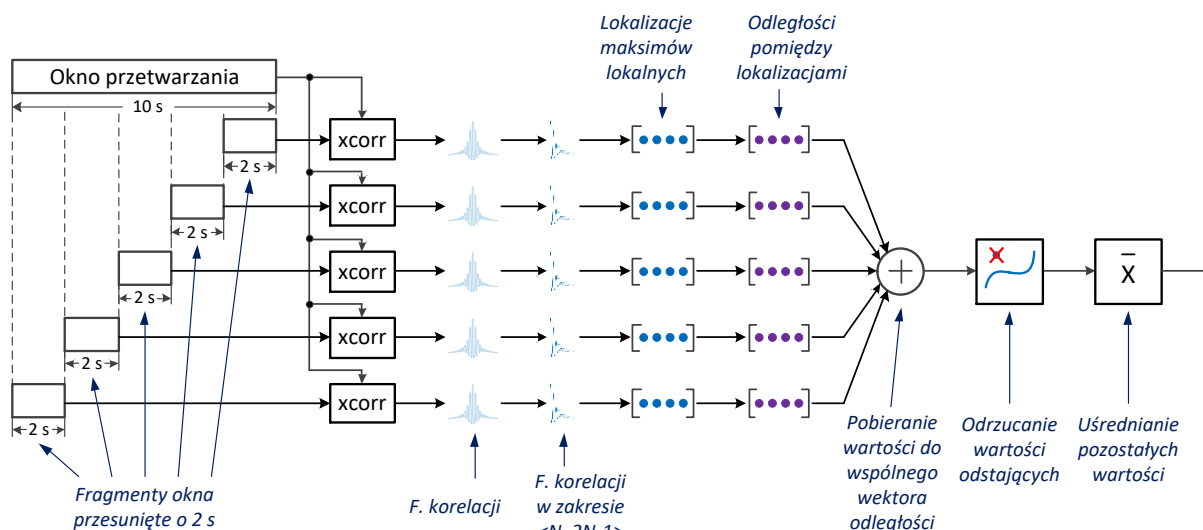 Lokalizacje
maksimów
lokalnych
Odległości
pomiędzy
lokalizacjami
Okno przetwarzania
10 s
2 s
xcorr
2 s
xcorr
2 s
xcorr
2 s
xcorr
2 s
xcorr
X
Fragmenty okna
przesunięte o 2 s
F. korelacji
F. korelacji
w zakresie
<N, 2N-1>
Pobieranie
wartości do
wspólnego
wektora
odległości
Odrzucanie
wartości
odstających
Uśrednianie
pozostałych
wartości